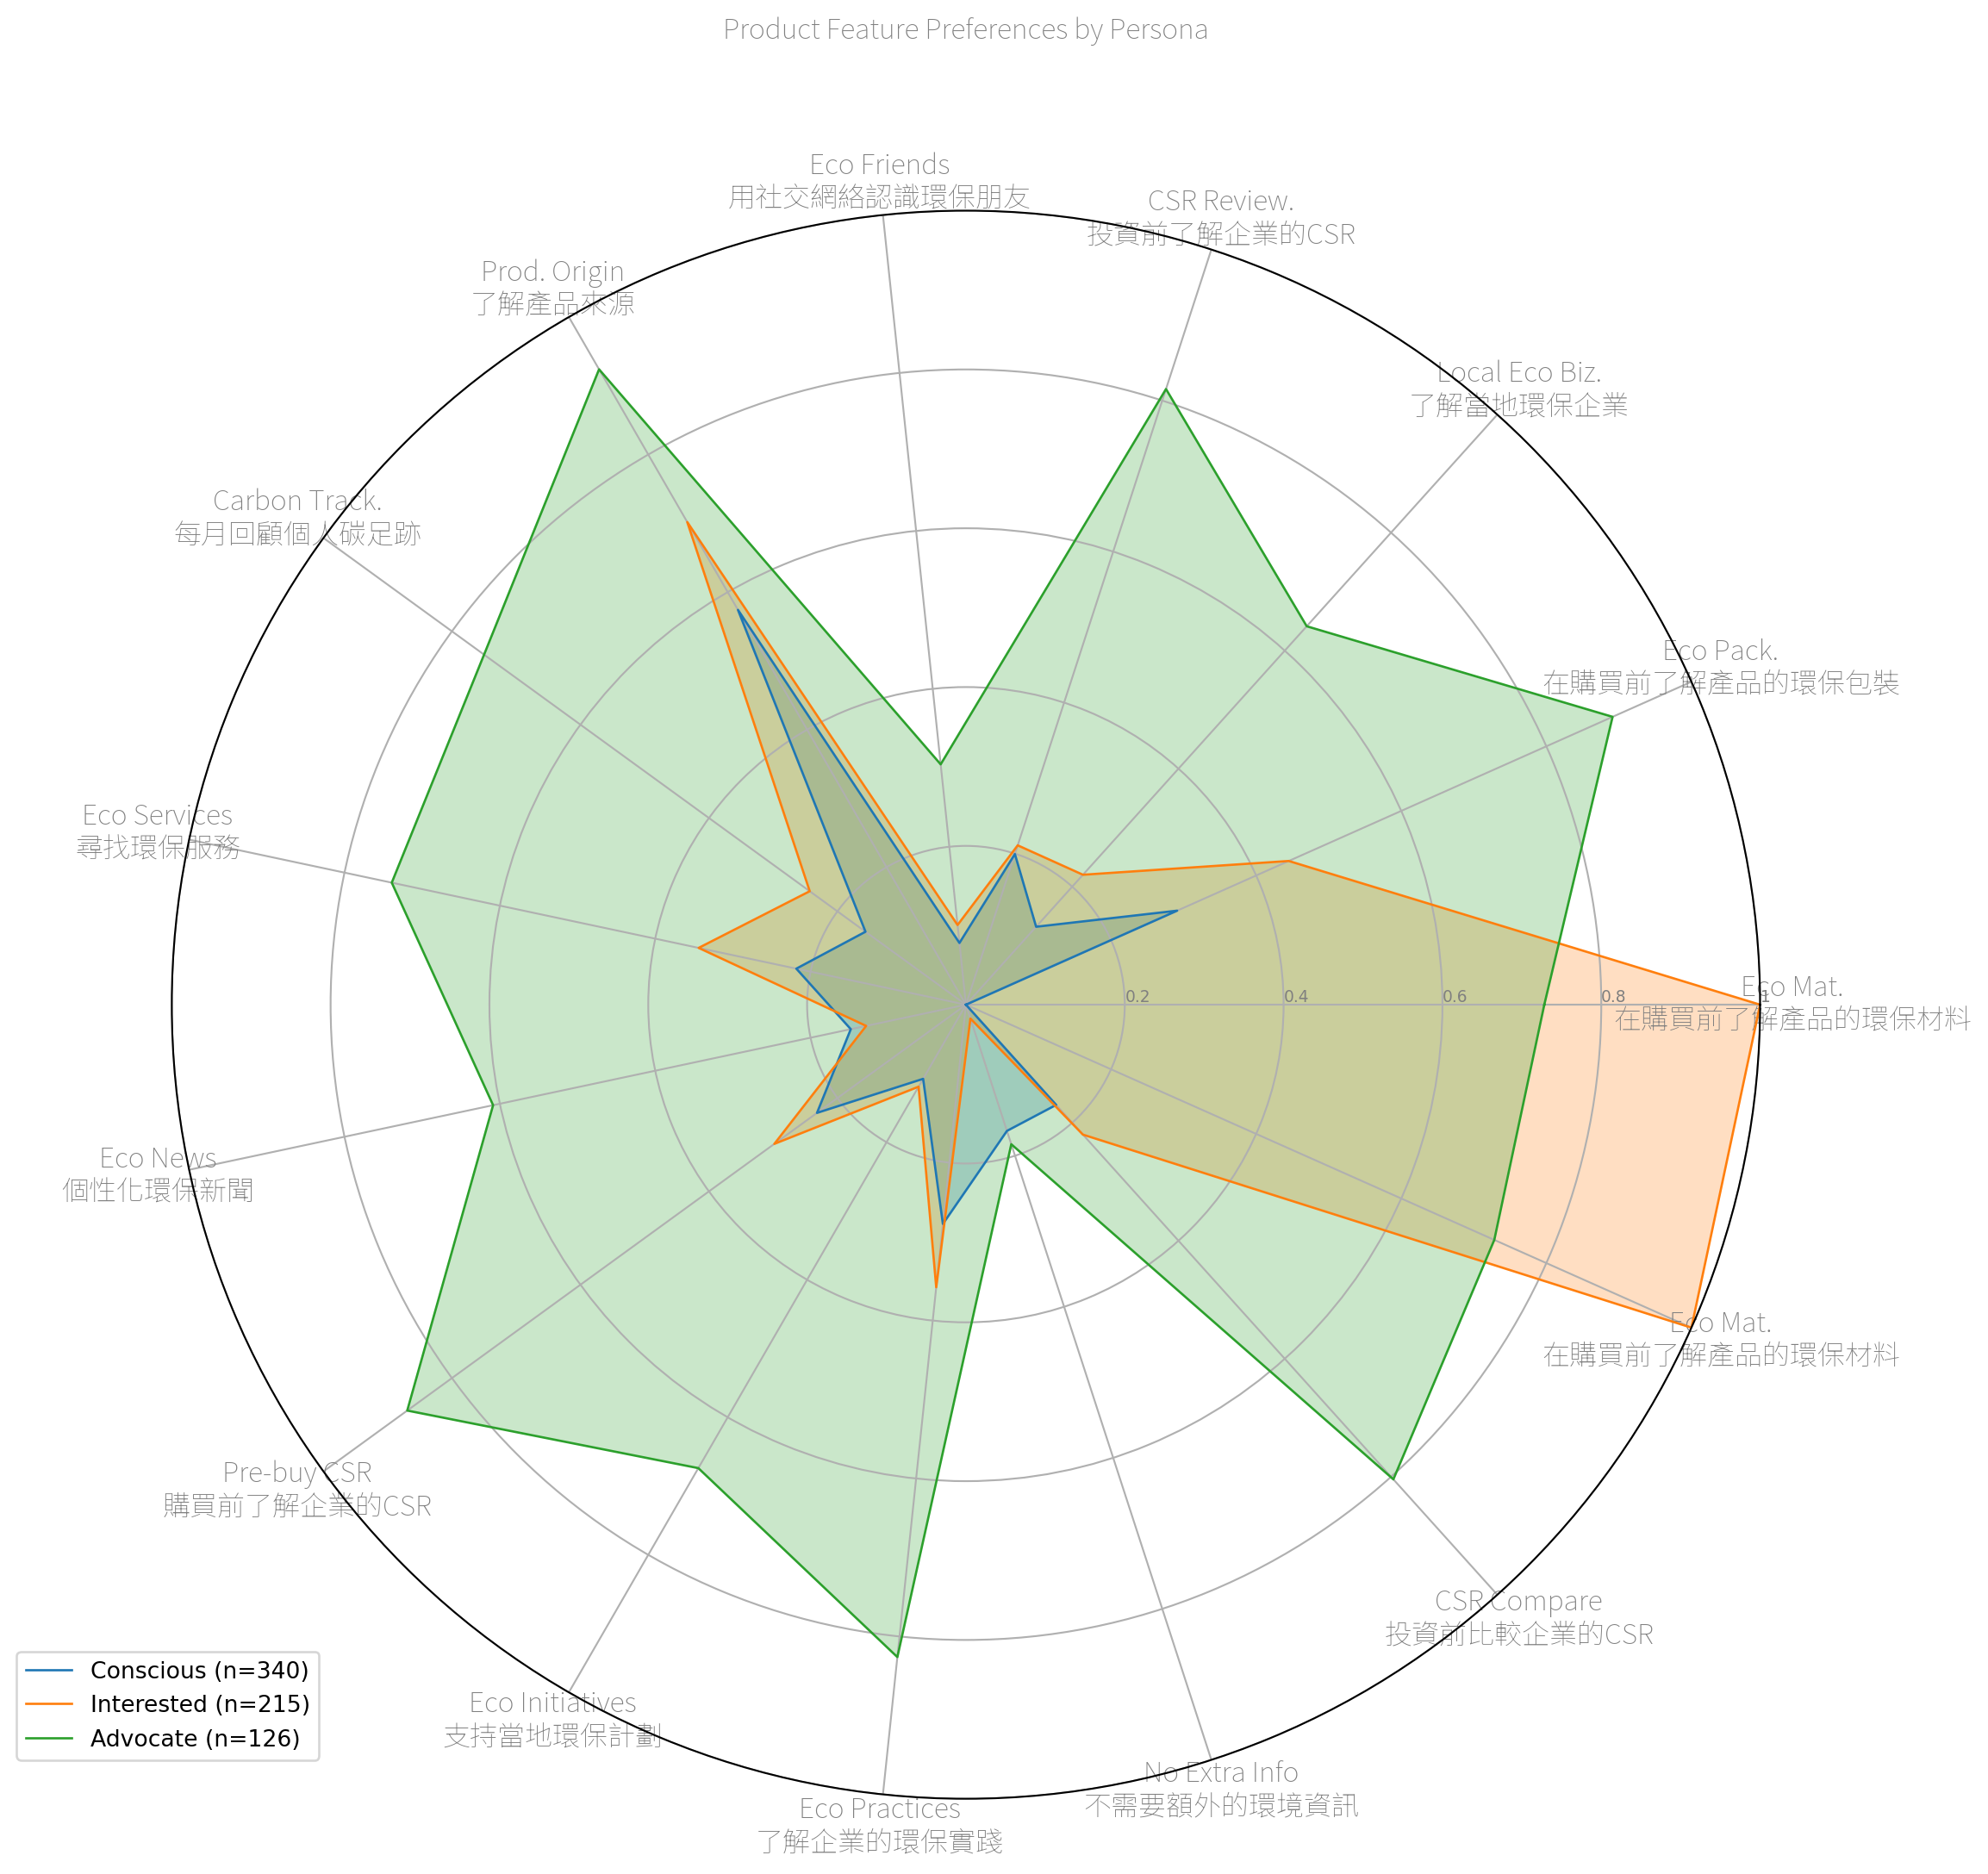 Product Feature Preferences by Persona
Eco Friends
用社交網絡認識環保朋友
CSR Review.
投資前了解企業的CSR
Prod. Origin
了解產品來源
Local Eco Biz.
了解當地環保企業
Carbon Track.
每月回顧個人碳足跡
Eco Pack.
在購買前了解產品的環保包裝
Eco Services
尋找環保服務
Eco Mat.
在購買前了解產品的環保材料
0.2
0.4
0.6
0.8
1
Eco News
個性化環保新聞
Eco Mat.
在購買前了解產品的環保材料
Pre-buy CSR
購買前了解企業的CSR
CSR Compare
投資前比較企業的CSR
Eco Initiatives
支持當地環保計劃
No Extra Info
不需要額外的環境資訊
Eco Practices
了解企業的環保實踐
Conscious (n=340)
Interested (n=215)
Advocate (n=126)